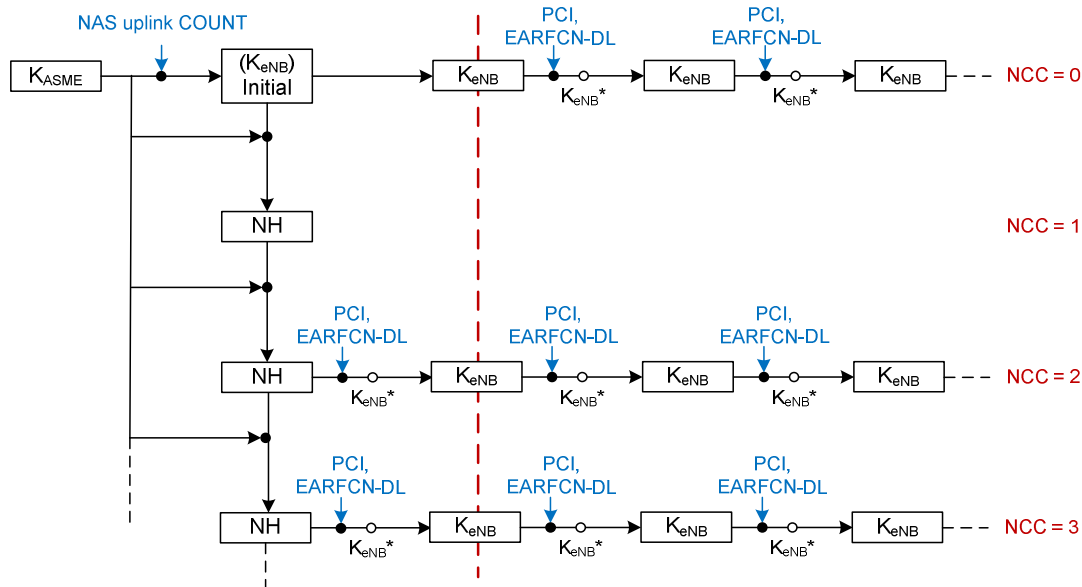 NAS uplink COUNT
PCI,
EARFCN-DL
PCI,
EARFCN-DL
KASME
(KeNB)
Initial
KeNB
KeNB*
KeNB
KeNB*
KeNB
NCC = 0
NH
NCC = 1
PCI,
EARFCN-DL
PCI,
EARFCN-DL
PCI,
EARFCN-DL
NH
KeNB*
KeNB
KeNB*
KeNB
KeNB*
KeNB
NCC = 2
PCI,
EARFCN-DL
PCI,
EARFCN-DL
PCI,
EARFCN-DL
NH
KeNB*
KeNB
KeNB*
KeNB
KeNB*
KeNB
NCC = 3